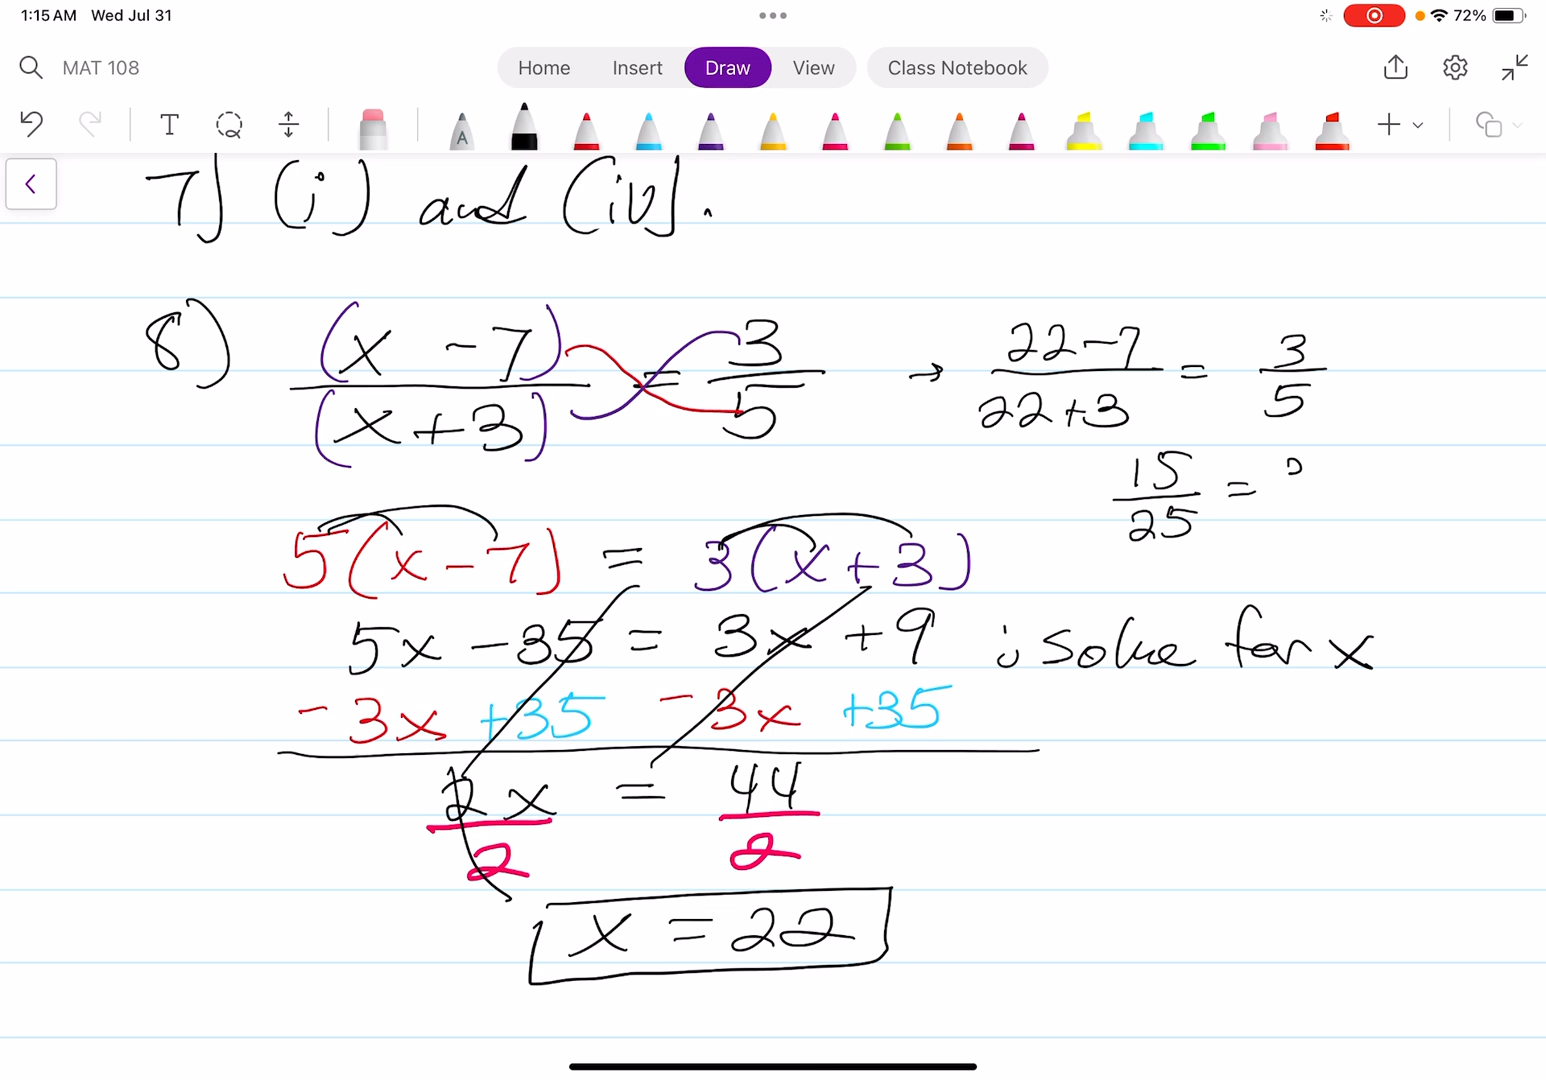 1:15 AM Wed Jul 31
72%
MAT 108
Home Insert Draw View Class Notebook
T A
7) (i) and (iv).
8) (x - 7) / (x + 3) = 3 / 5 → 22 - 7 / 22 + 3 = 3 / 5
15 / 25 =
5(x - 7) = 3(x + 3)
5x - 35 = 3x + 9 ; solve for x
- 3x + 35 - 3x + 35
2x / 2 = 44 / 2
x = 22